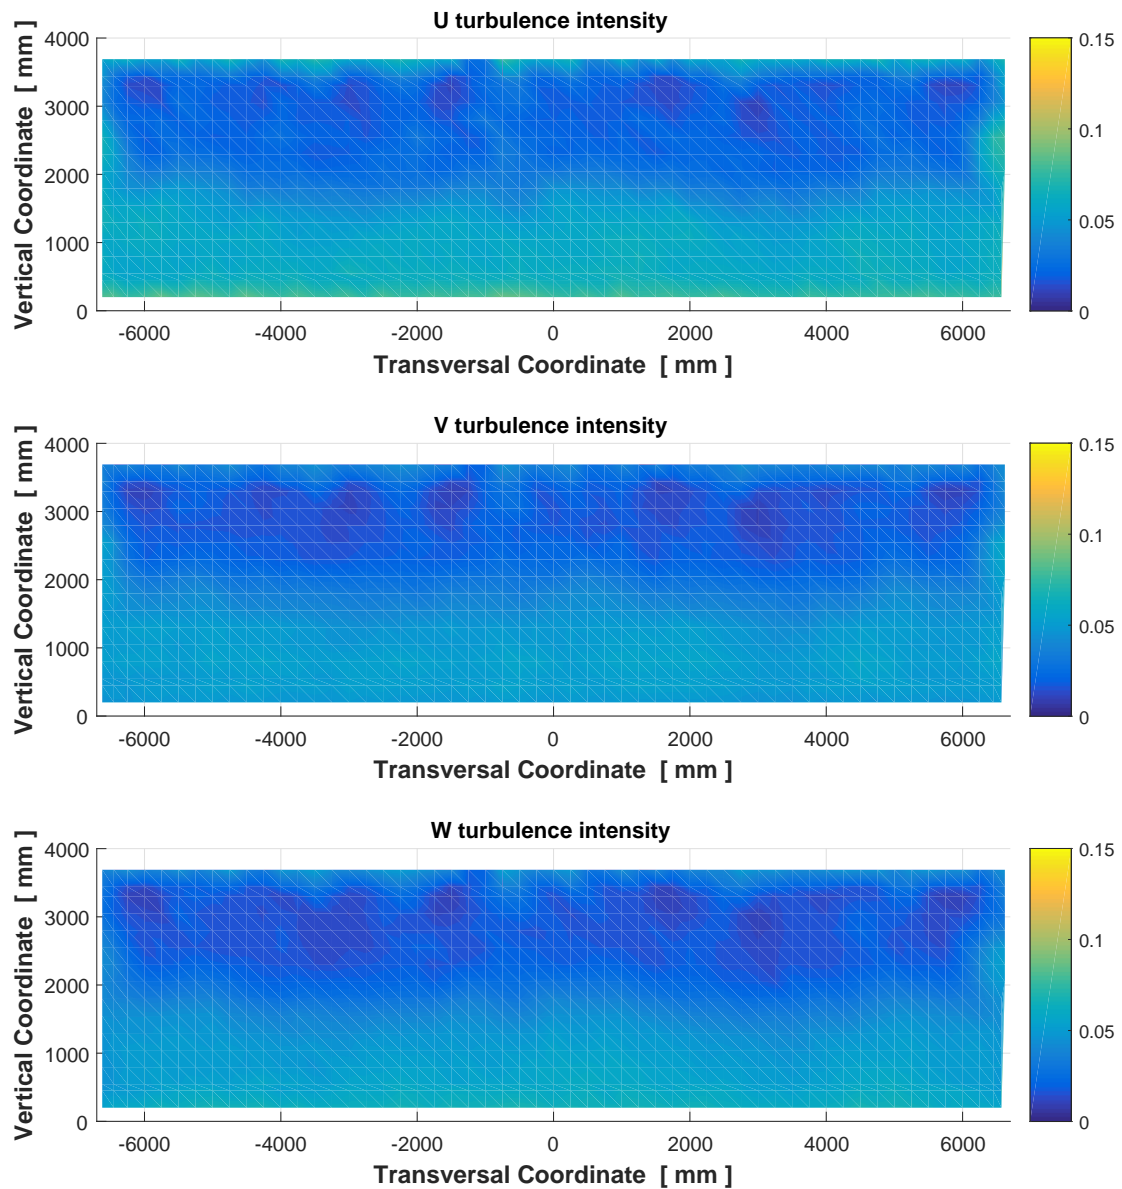 U turbulence intensity
Vertical Coordinate [ mm ]
4000
3000
2000
1000
0
-6000 -4000 -2000 0 2000 4000 6000
Transversal Coordinate [ mm ]
0.15
0.1
0.05
0
V turbulence intensity
Vertical Coordinate [ mm ]
4000
3000
2000
1000
0
-6000 -4000 -2000 0 2000 4000 6000
Transversal Coordinate [ mm ]
0.15
0.1
0.05
0
W turbulence intensity
Vertical Coordinate [ mm ]
4000
3000
2000
1000
0
-6000 -4000 -2000 0 2000 4000 6000
Transversal Coordinate [ mm ]
0.15
0.1
0.05
0